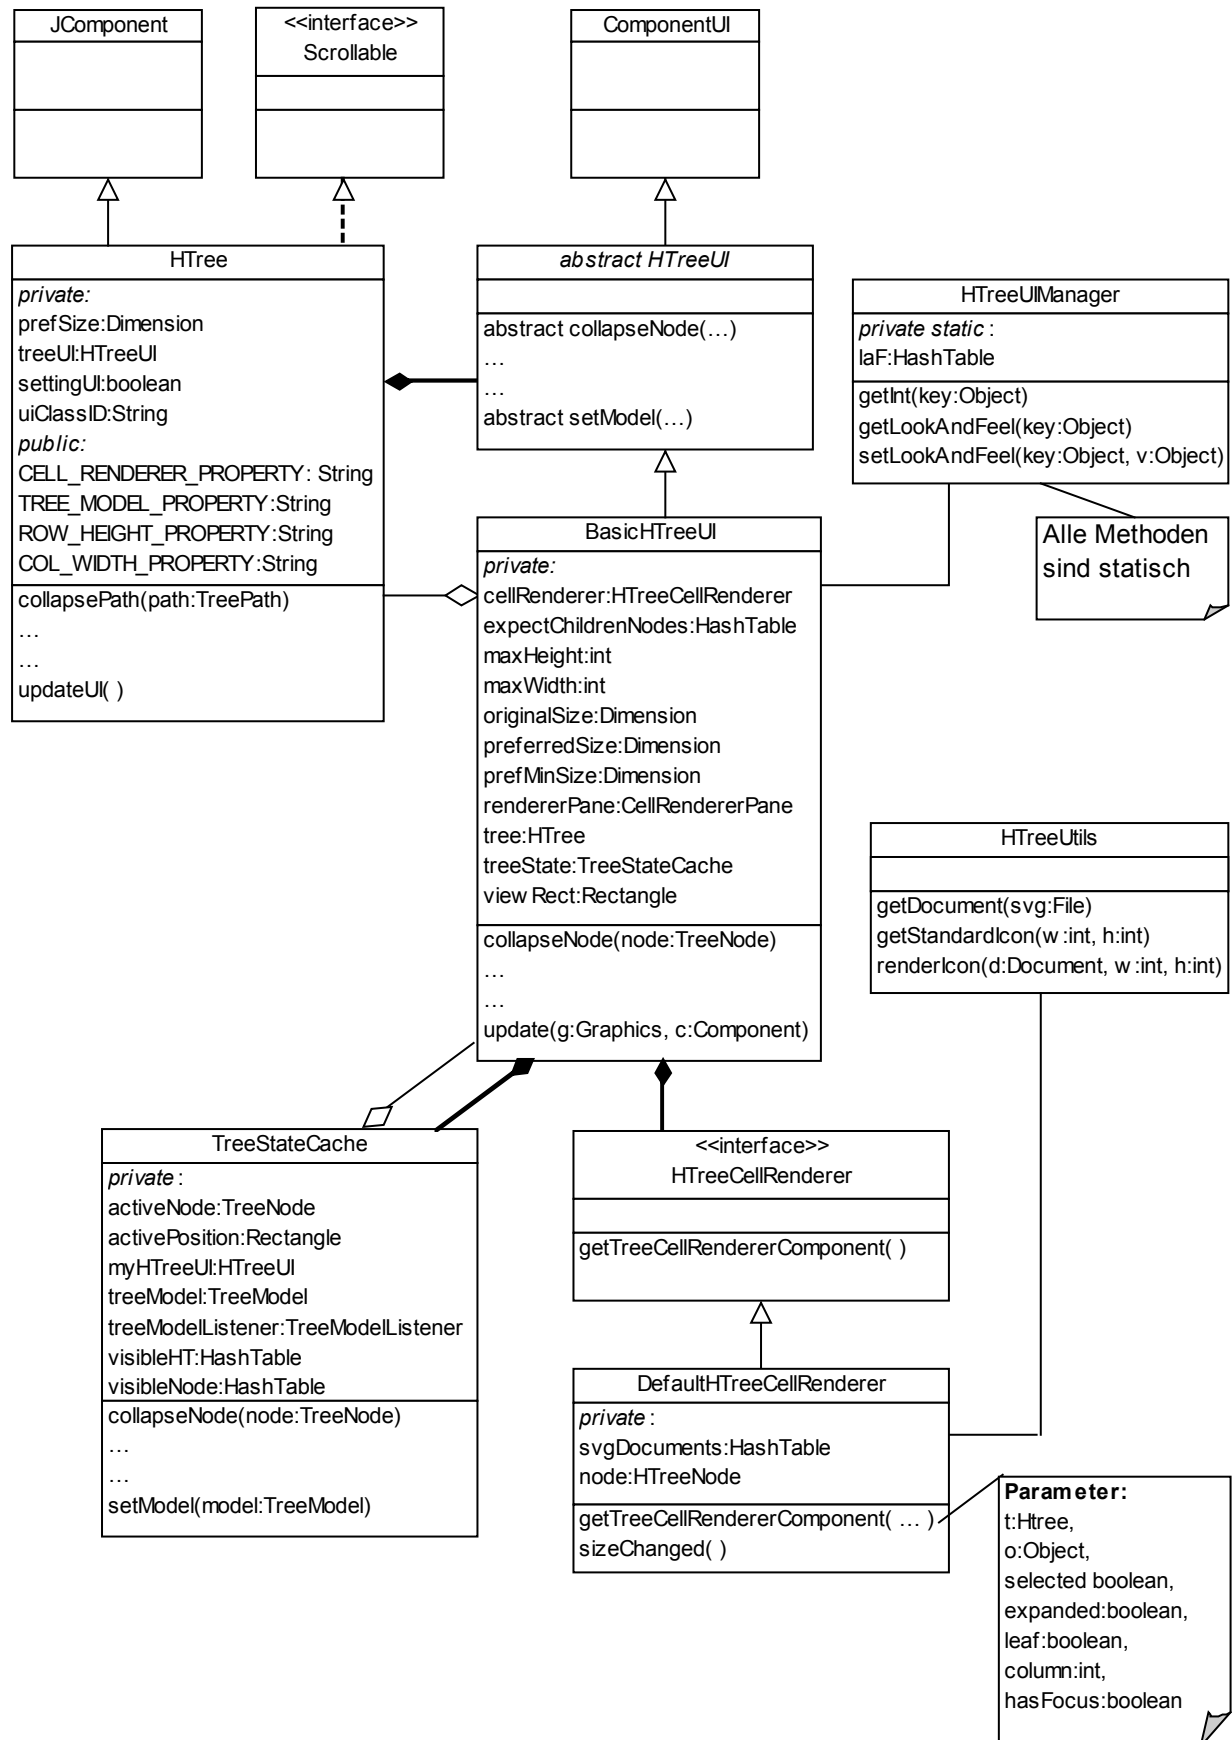 JComponent
<<interface>>
Scrollable
ComponentUI
HTree
private:
prefSize:Dimension
treeUI:HTreeUI
settingUI:boolean
uiClassID:String
public:
CELL_RENDERER_PROPERTY: String
TREE_MODEL_PROPERTY:String
ROW_HEIGHT_PROPERTY:String
COL_WIDTH_PROPERTY:String
collapsePath(path:TreePath)
...
...
updateUI( )
abstract HTreeUI
abstract collapseNode(...)
...
...
abstract setModel(...)
HTreeUIManager
private static:
laF:HashTable
getInt(key:Object)
getLookAndFeel(key:Object)
setLookAndFeel(key:Object, v:Object)
Alle Methoden
sind statisch
BasicHTreeUI
private:
cellRenderer:HTreeCellRenderer
expectChildrenNodes:HashTable
maxHeight:int
maxWidth:int
originalSize:Dimension
preferredSize:Dimension
prefMinSize:Dimension
rendererPane:CellRendererPane
tree:HTree
treeState:TreeStateCache
viewRect:Rectangle
collapseNode(node:TreeNode)
...
...
update(g:Graphics, c:Component)
HTreeUtils
getDocument(svg:File)
getStandardIcon(w:int, h:int)
renderIcon(d:Document, w:int, h:int)
TreeStateCache
private:
activeNode:TreeNode
activePosition:Rectangle
myHTreeUI:HTreeUI
treeModel:TreeModel
treeModelListener:TreeModelListener
visibleHT:HashTable
visibleNode:HashTable
collapseNode(node:TreeNode)
...
...
setModel(model:TreeModel)
<<interface>>
HTreeCellRenderer
getTreeCellRendererComponent( )
DefaultHTreeCellRenderer
private:
svgDocuments:HashTable
node:HTreeNode
getTreeCellRendererComponent( ... )
sizeChanged( )
Parameter:
t:Htree,
o:Object,
selected boolean,
expanded:boolean,
leaf:boolean,
column:int,
hasFocus:boolean